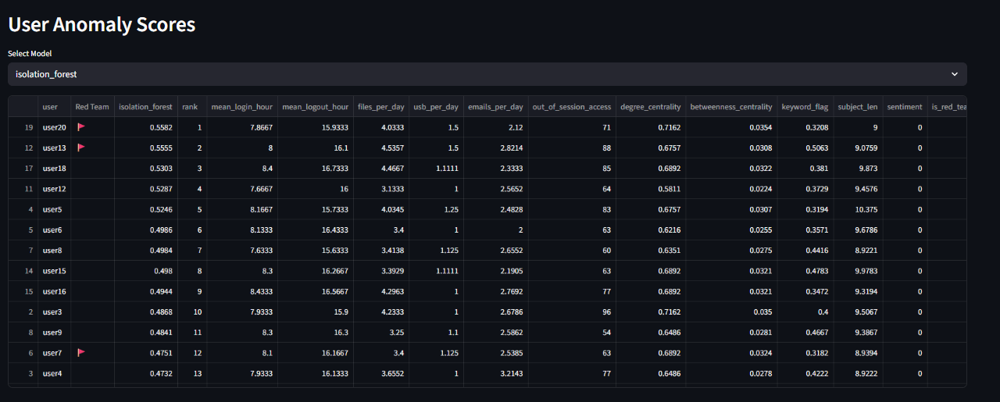 User Anomaly Scores
Select Model
isolation_forest
user Red Team isolation_forest rank mean_login_hour mean_logout_hour files_per_day usb_per_day emails_per_day out_of_session_access degree_centrality betweenness_centrality keyword_flag subject_len sentiment is_red_tea
19 user20 🚩 0.5582 1 7.8667 15.9333 4.0333 1.5 2.12 71 0.7162 0.0354 0.3208 9 0
12 user13 🚩 0.5555 2 8 16.1 4.5357 1.5 2.8214 88 0.6757 0.0308 0.5063 9.0759 0
17 user18 0.5303 3 8.4 16.7333 4.4667 1.1111 2.3333 85 0.6892 0.0322 0.381 9.873 0
11 user12 0.5287 4 7.6667 16 3.1333 1 2.5652 64 0.5811 0.0224 0.3729 9.4576 0
4 user5 0.5246 5 8.1667 15.7333 4.0345 1.25 2.4828 83 0.6757 0.0307 0.3194 10.375 0
5 user6 0.4986 6 8.1333 16.4333 3.4 1 2 63 0.6216 0.0255 0.3571 9.6786 0
7 user8 0.4984 7 7.6333 15.6333 3.4138 1.125 2.6552 60 0.6351 0.0275 0.4416 8.9221 0
14 user15 0.498 8 8.3 16.2667 3.3929 1.1111 2.1905 63 0.6892 0.0321 0.4783 9.9783 0
15 user16 0.4944 9 8.4333 16.5667 4.2963 1 2.7692 77 0.6892 0.0321 0.3472 9.3194 0
2 user3 0.4868 10 7.9333 15.9 4.2333 1 2.6786 96 0.7162 0.035 0.4 9.5067 0
8 user9 0.4841 11 8.3 16.3 3.25 1.1 2.5862 54 0.6486 0.0281 0.4667 9.3867 0
6 user7 🚩 0.4751 12 8.1 16.1667 3.4 1.125 2.5385 63 0.6892 0.0324 0.3182 8.9394 0
3 user4 0.4732 13 7.9333 16.1333 3.6552 1 3.2143 77 0.6486 0.0278 0.4222 8.9222 0